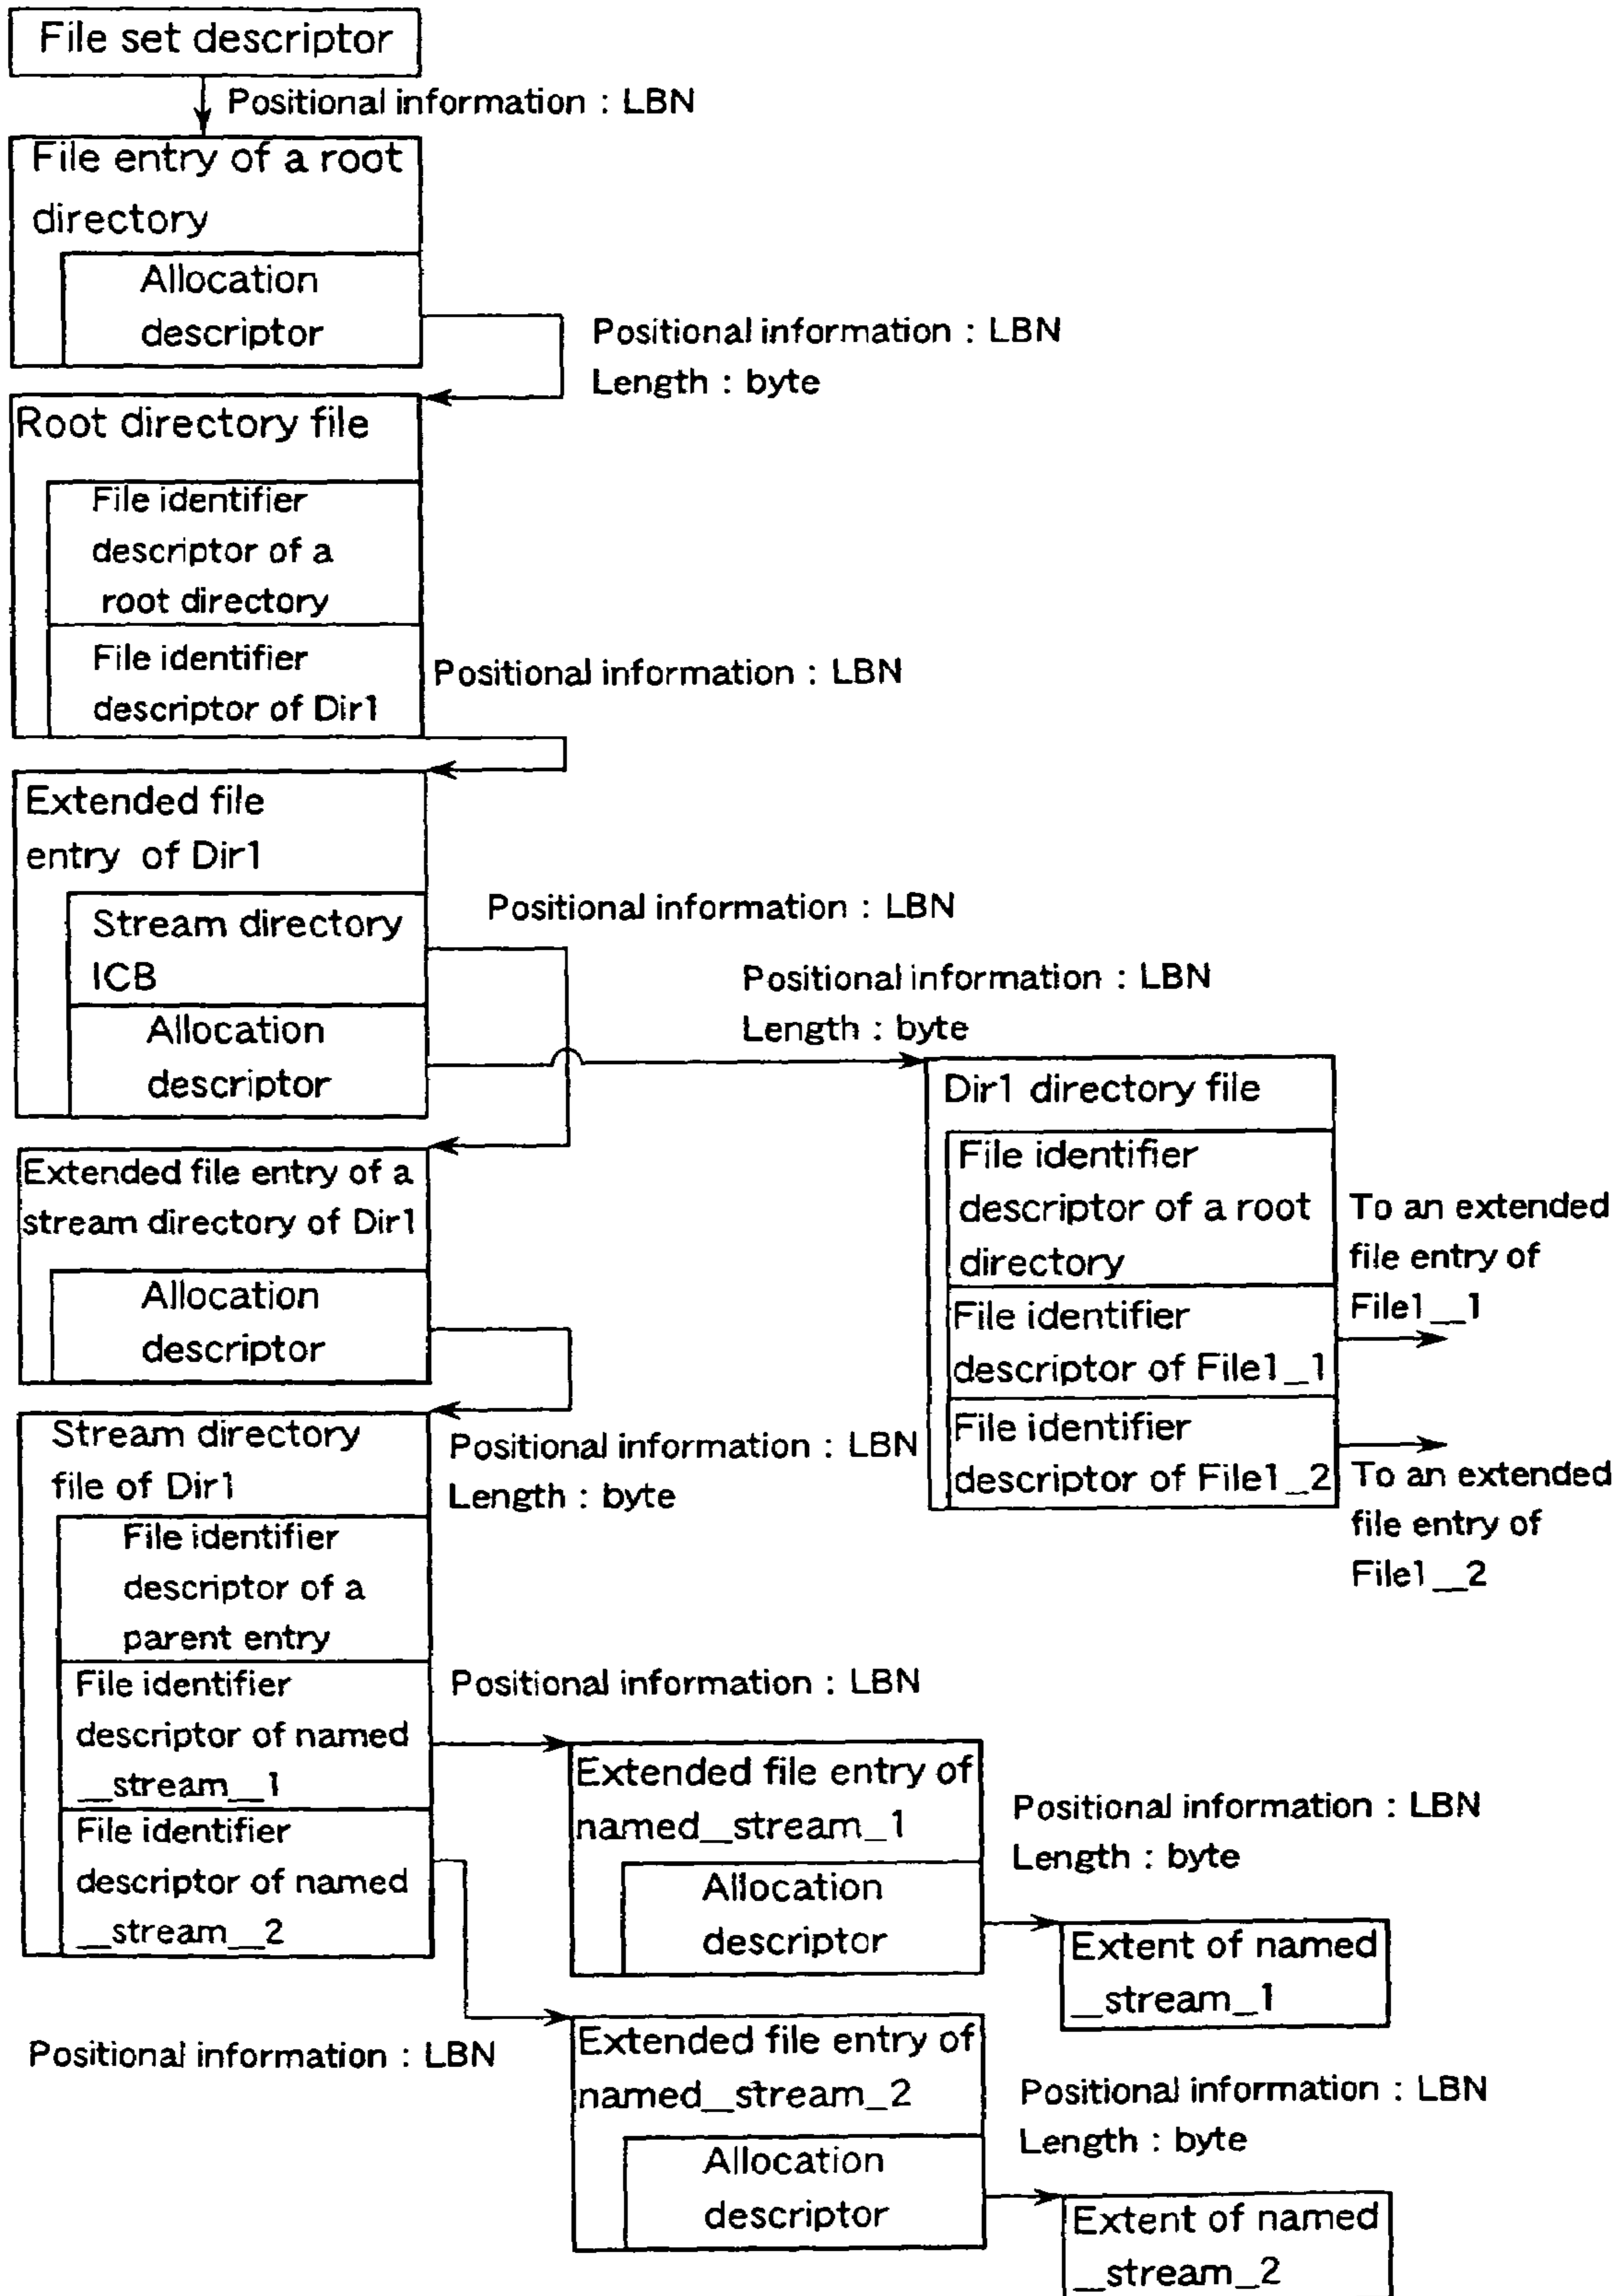 File set descriptor
Positional information : LBN
File entry of a root
directory
Allocation
descriptor
Positional information : LBN
Length : byte
Root directory file
File identifier
descriptor of a
root directory
File identifier
descriptor of Dir1
Positional information : LBN
Extended file
entry of Dir1
Stream directory
ICB
Positional information : LBN
Allocation
descriptor
Positional information : LBN
Length : byte
Dir1 directory file
File identifier
descriptor of a root
directory
File identifier
descriptor of File1_1
File identifier
descriptor of File1_2
To an extended
file entry of
File1__1
To an extended
file entry of
File1__2
Extended file entry of a
stream directory of Dir1
Allocation
descriptor
Positional information : LBN
Length : byte
Stream directory
file of Dir1
File identifier
descriptor of a
parent entry
File identifier
descriptor of named
__stream__1
File identifier
descriptor of named
__stream__2
Positional information : LBN
Extended file entry of
named__stream_1
Allocation
descriptor
Positional information : LBN
Length : byte
Extent of named
__stream_1
Positional information : LBN
Extended file entry of
named__stream_2
Allocation
descriptor
Positional information : LBN
Length : byte
Extent of named
__stream_2